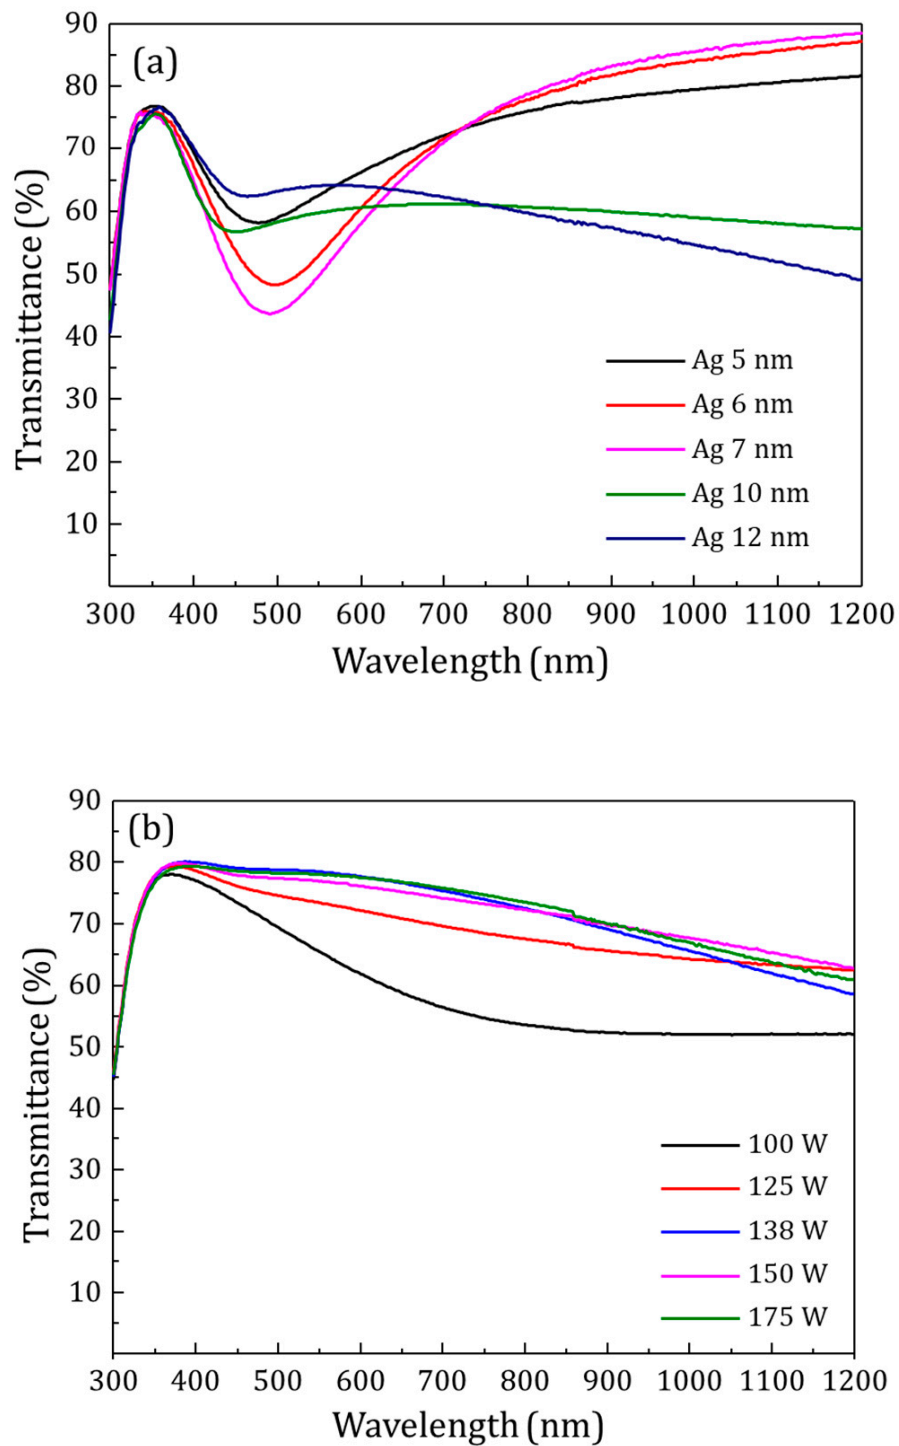 (a)
Transmittance (%)
90
80
70
60
50
40
30
20
10
Ag 5 nm
Ag 6 nm
Ag 7 nm
Ag 10 nm
Ag 12 nm
300 400 500 600 700 800 900 1000 1100 1200
Wavelength (nm)
(b)
Transmittance (%)
90
80
70
60
50
40
30
20
10
100 W
125 W
138 W
150 W
175 W
300 400 500 600 700 800 900 1000 1100 1200
Wavelength (nm)